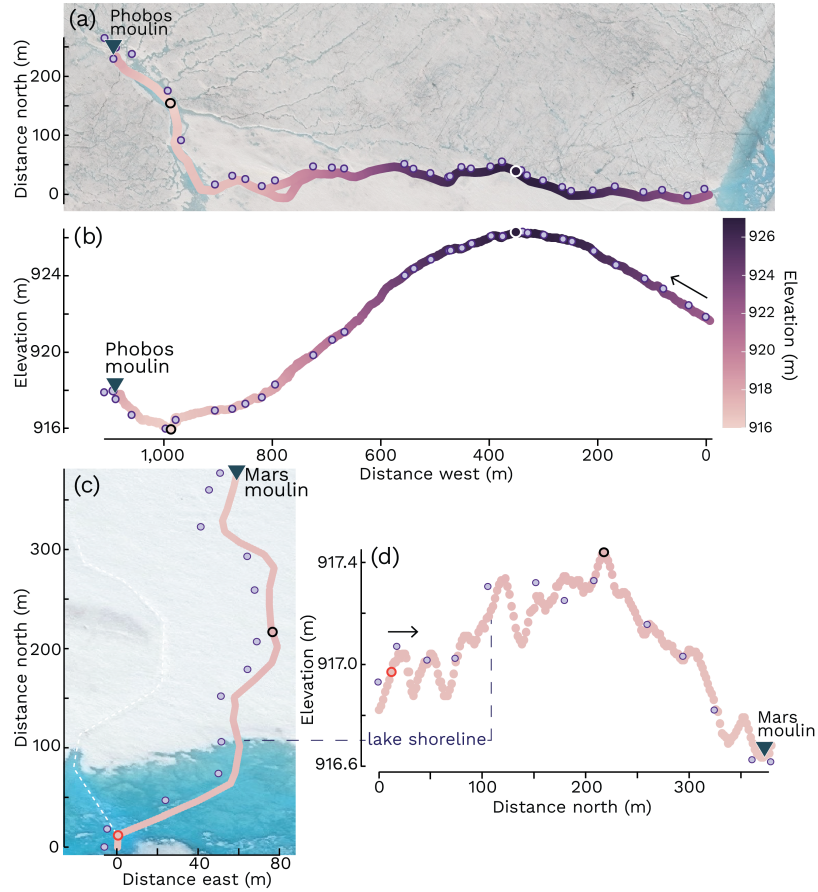 (a)
Phobos
moulin
Distance north (m)
200
100
0
(b)
Elevation (m)
924
920
916
Phobos
moulin
1,000
800
600
400
200
0
Distance west (m)
926
924
922
920
918
916
Elevation (m)
(c)
Mars
moulin
Distance north (m)
300
200
100
0
0
40
80
Distance east (m)
lake shoreline
(d)
Elevation (m)
917.4
917.0
916.6
Mars
moulin
0
100
200
300
Distance north (m)